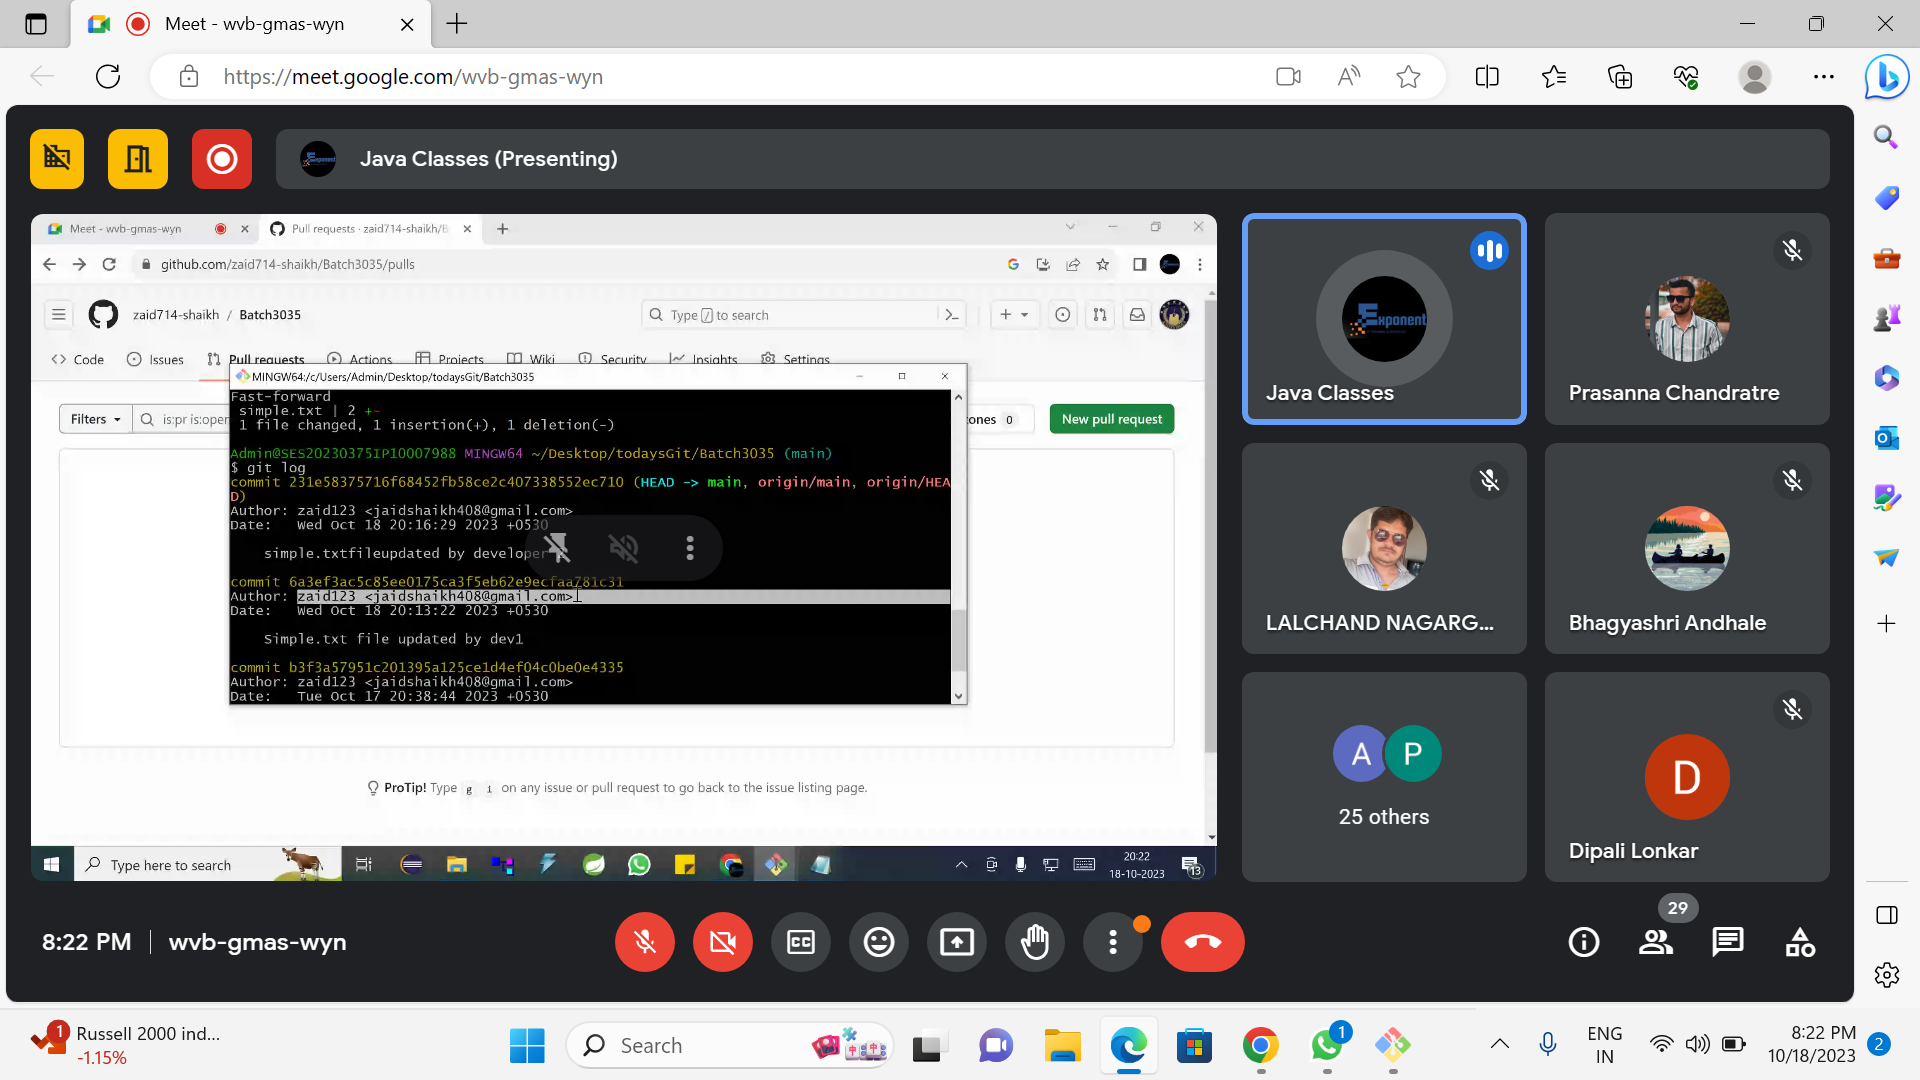 Meet - wvb-gmas-wyn
https://meet.google.com/wvb-gmas-wyn
Java Classes (Presenting)
Meet - wvb-gmas-wyn
Pull requests · zaid714-shaikh/B
github.com/zaid714-shaikh/Batch3035/pulls
zaid714-shaikh / Batch3035
Type / to search
Code
Issues
Pull requests
Actions
Projects
Wiki
Security
Insights
Settings
MINGW64:/c/Users/Admin/Desktop/todaysGit/Batch3035
Filters
is:pr is:open
ones 0
New pull request
Fast-forward
simple.txt | 2 +-
1 file changed, 1 insertion(+), 1 deletion(-)
Admin@SES20230375IP10007988 MINGW64 ~/Desktop/todaysGit/Batch3035 (main)
$ git log
commit 231e58375716f68452fb58ce2c407338552ec710 (HEAD -> main, origin/main, origin/HEA
D)
Author: zaid123 <jaidshaikh408@gmail.com>
Date: Wed Oct 18 20:16:29 2023 +0530
simple.txtfileupdated by developer
commit 6a3ef3ac5c85ee0175ca3f5eb62e9ecfaa781c31
Author: zaid123 <jaidshaikh408@gmail.com>
Date: Wed Oct 18 20:13:22 2023 +0530
Simple.txt file updated by dev1
commit b3f3a57951c201395a125ce1d4ef04c0be0e4335
Author: zaid123 <jaidshaikh408@gmail.com>
Date: Tue Oct 17 20:38:44 2023 +0530
ProTip! Type g i on any issue or pull request to go back to the issue listing page.
Type here to search
20:22
18-10-2023
13
Exponent
Java Classes
Prasanna Chandratre
LALCHAND NAGARG...
Bhagyashri Andhale
A P
25 others
D
Dipali Lonkar
8:22 PM | wvb-gmas-wyn
CC
29
1
Russell 2000 ind...
-1.15%
Search
1
ENG
IN
8:22 PM
10/18/2023
2